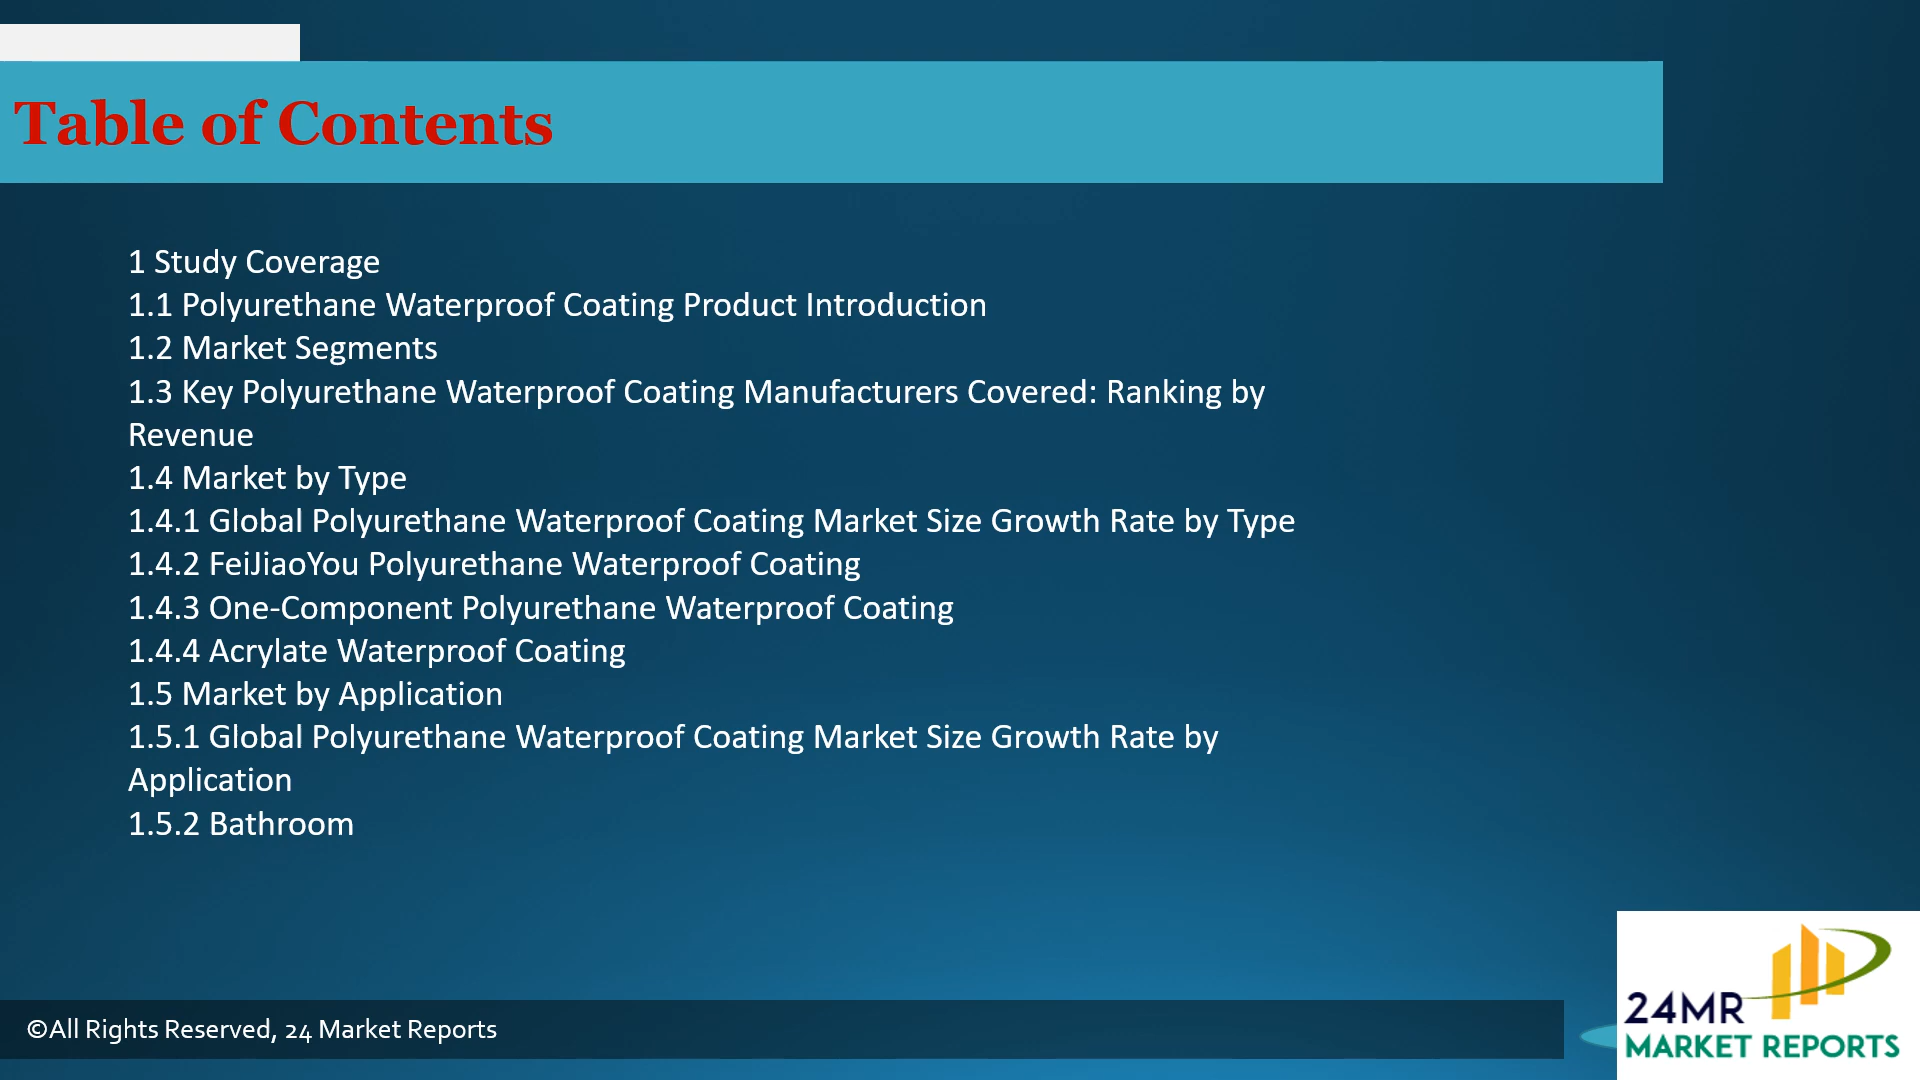 Table of Contents
1 Study Coverage
1.1 Polyurethane Waterproof Coating Product Introduction
1.2 Market Segments
1.3 Key Polyurethane Waterproof Coating Manufacturers Covered: Ranking by
Revenue
1.4 Market by Type
1.4.1 Global Polyurethane Waterproof Coating Market Size Growth Rate by Type
1.4.2 FeiJiaoYou Polyurethane Waterproof Coating
1.4.3 One-Component Polyurethane Waterproof Coating
1.4.4 Acrylate Waterproof Coating
1.5 Market by Application
1.5.1 Global Polyurethane Waterproof Coating Market Size Growth Rate by
Application
1.5.2 Bathroom
©All Rights Reserved, 24 Market Reports
24MR
MARKET REPORTS